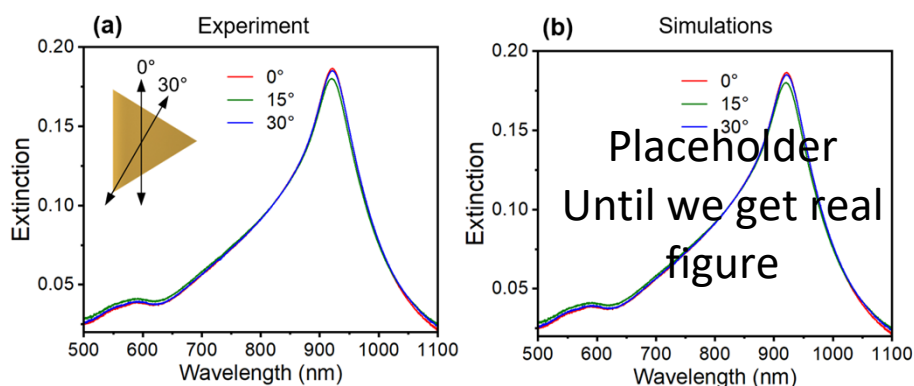 (a)
Experiment
0.20
0.15
0.10
0.05
Extinction
0°
30°
0°
15°
30°
500 600 700 800 900 1000 1100
Wavelength (nm)
(b)
Simulations
0.20
0.15
0.10
0.05
Extinction
0°
15°
30°
Placeholder
Until we get real
figure
500 600 700 800 900 1000 1100
Wavelength (nm)